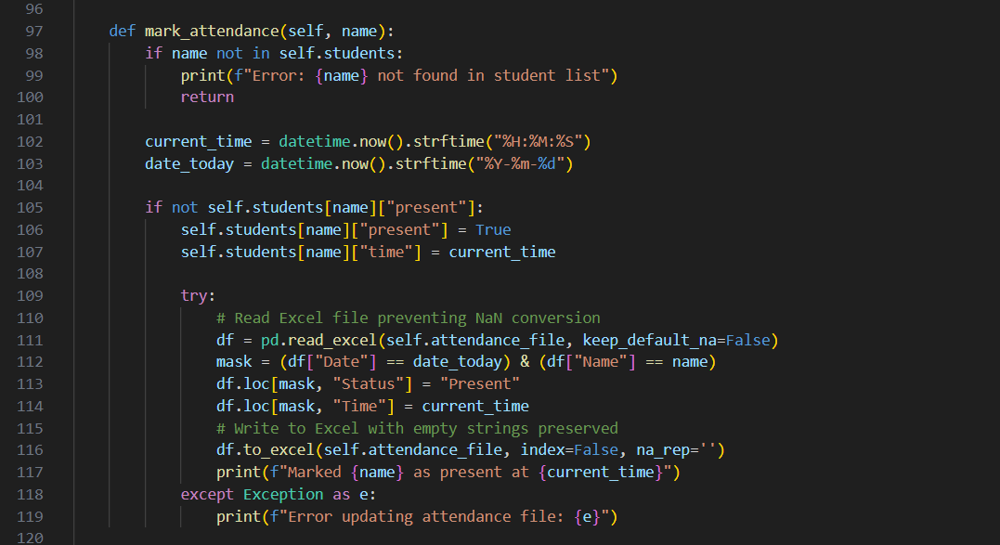 96
97 def mark_attendance(self, name):
98 if name not in self.students:
99 print(f"Error: {name} not found in student list")
100 return
101
102 current_time = datetime.now().strftime("%H:%M:%S")
103 date_today = datetime.now().strftime("%Y-%m-%d")
104
105 if not self.students[name]["present"]:
106 self.students[name]["present"] = True
107 self.students[name]["time"] = current_time
108
109 try:
110 # Read Excel file preventing NaN conversion
111 df = pd.read_excel(self.attendance_file, keep_default_na=False)
112 mask = (df["Date"] == date_today) & (df["Name"] == name)
113 df.loc[mask, "Status"] = "Present"
114 df.loc[mask, "Time"] = current_time
115 # Write to Excel with empty strings preserved
116 df.to_excel(self.attendance_file, index=False, na_rep='')
117 print(f"Marked {name} as present at {current_time}")
118 except Exception as e:
119 print(f"Error updating attendance file: {e}")
120